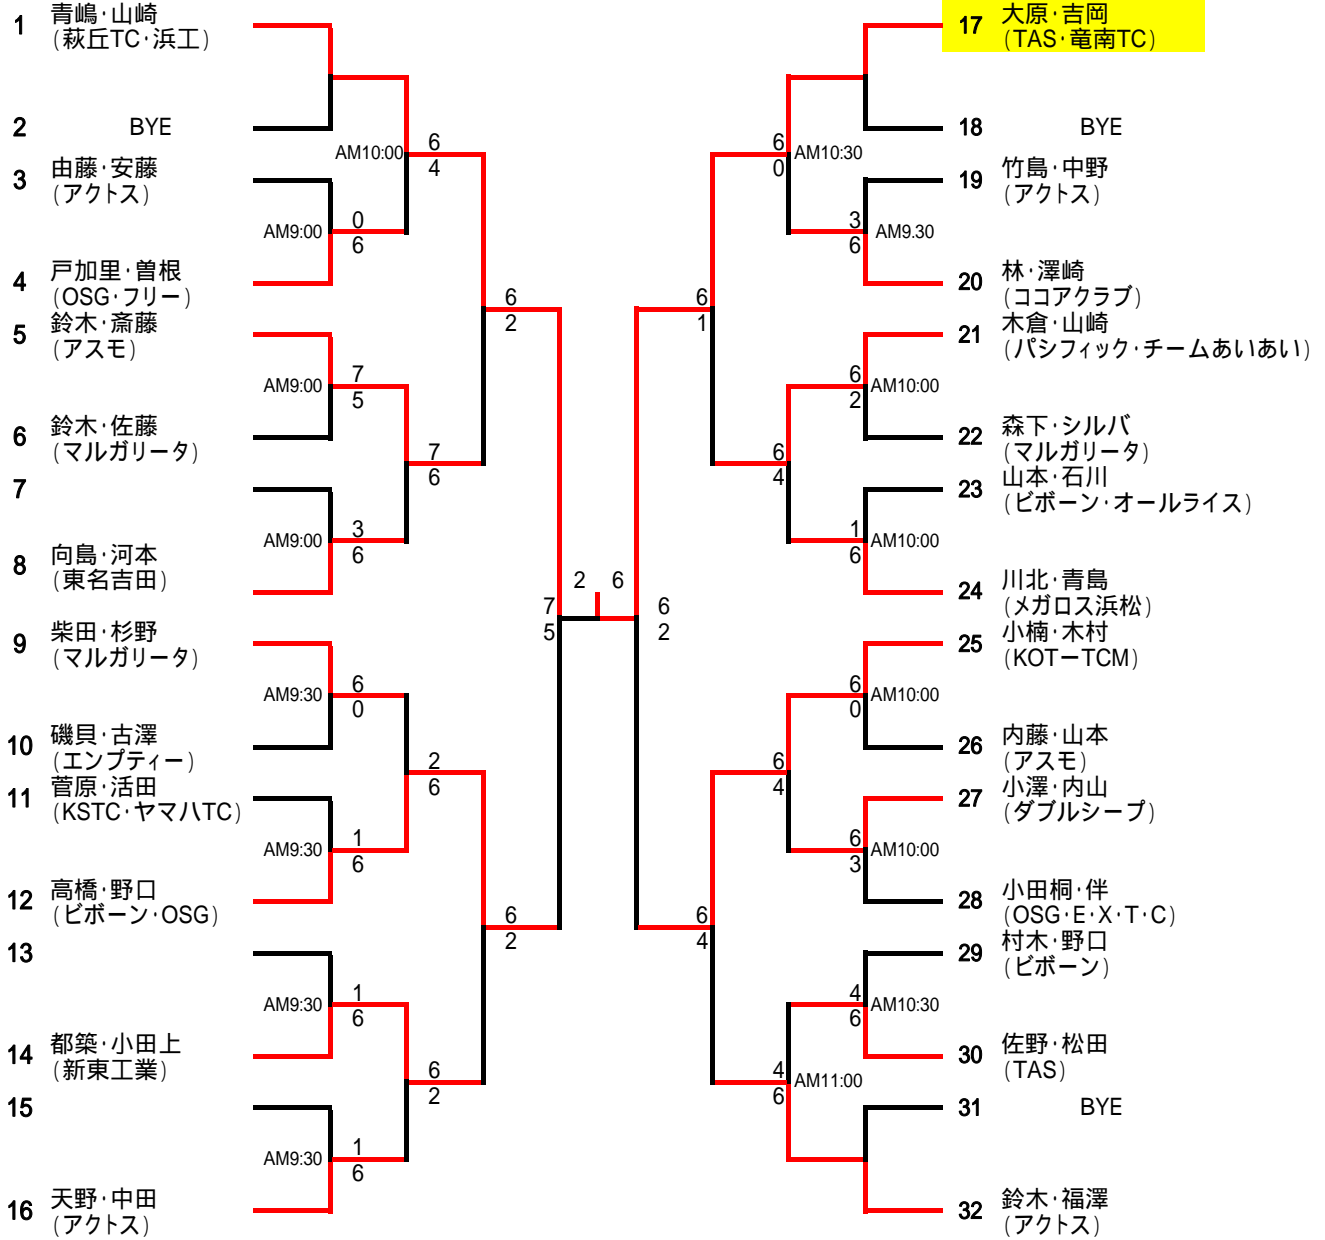 1 青嶋･山崎
(萩丘TC･浜工)
2 BYE
AM10:00
6
4
3 由藤･安藤
(アクトス)
AM9:00
0
6
4 戸加里･曽根
(OSG･フリー)
6
2
5 鈴木･斎藤
(アスモ)
AM9:00
7
5
6 鈴木･佐藤
(マルガリータ)
7
6
7
AM9:00
3
6
8 向島･河本
(東名吉田)
7
5
2 6
6
2
9 柴田･杉野
(マルガリータ)
AM9:30
6
0
10 磯貝･古澤
(エンプティー)
2
6
11 菅原･活田
(KSTC･ヤマハTC)
AM9:30
1
6
12 高橋･野口
(ビボーン･OSG)
6
2
13
AM9:30
1
6
14 都築･小田上
(新東工業)
6
2
15
AM9:30
1
6
16 天野･中田
(アクトス)
17 大原･吉岡
(TAS･竜南TC)
18 BYE
6
0
AM10:30
19 竹島･中野
(アクトス)
3
6
AM9.30
20 林･澤崎
(ココアクラブ)
6
1
21 木倉･山崎
(パシフィック･チームあいあい)
6
2
AM10:00
22 森下･シルバ
(マルガリータ)
6
4
23 山本･石川
(ビボーン･オールライス)
1
6
AM10:00
24 川北･青島
(メガロス浜松)
25 小楠･木村
(KOTーTCM)
6
0
AM10:00
26 内藤･山本
(アスモ)
6
4
27 小澤･内山
(ダブルシープ)
6
3
AM10:00
28 小田桐･伴
(OSG･E･X･T･C)
6
4
29 村木･野口
(ビボーン)
4
6
AM10:30
30 佐野･松田
(TAS)
4
6
AM11:00
31 BYE
32 鈴木･福澤
(アクトス)